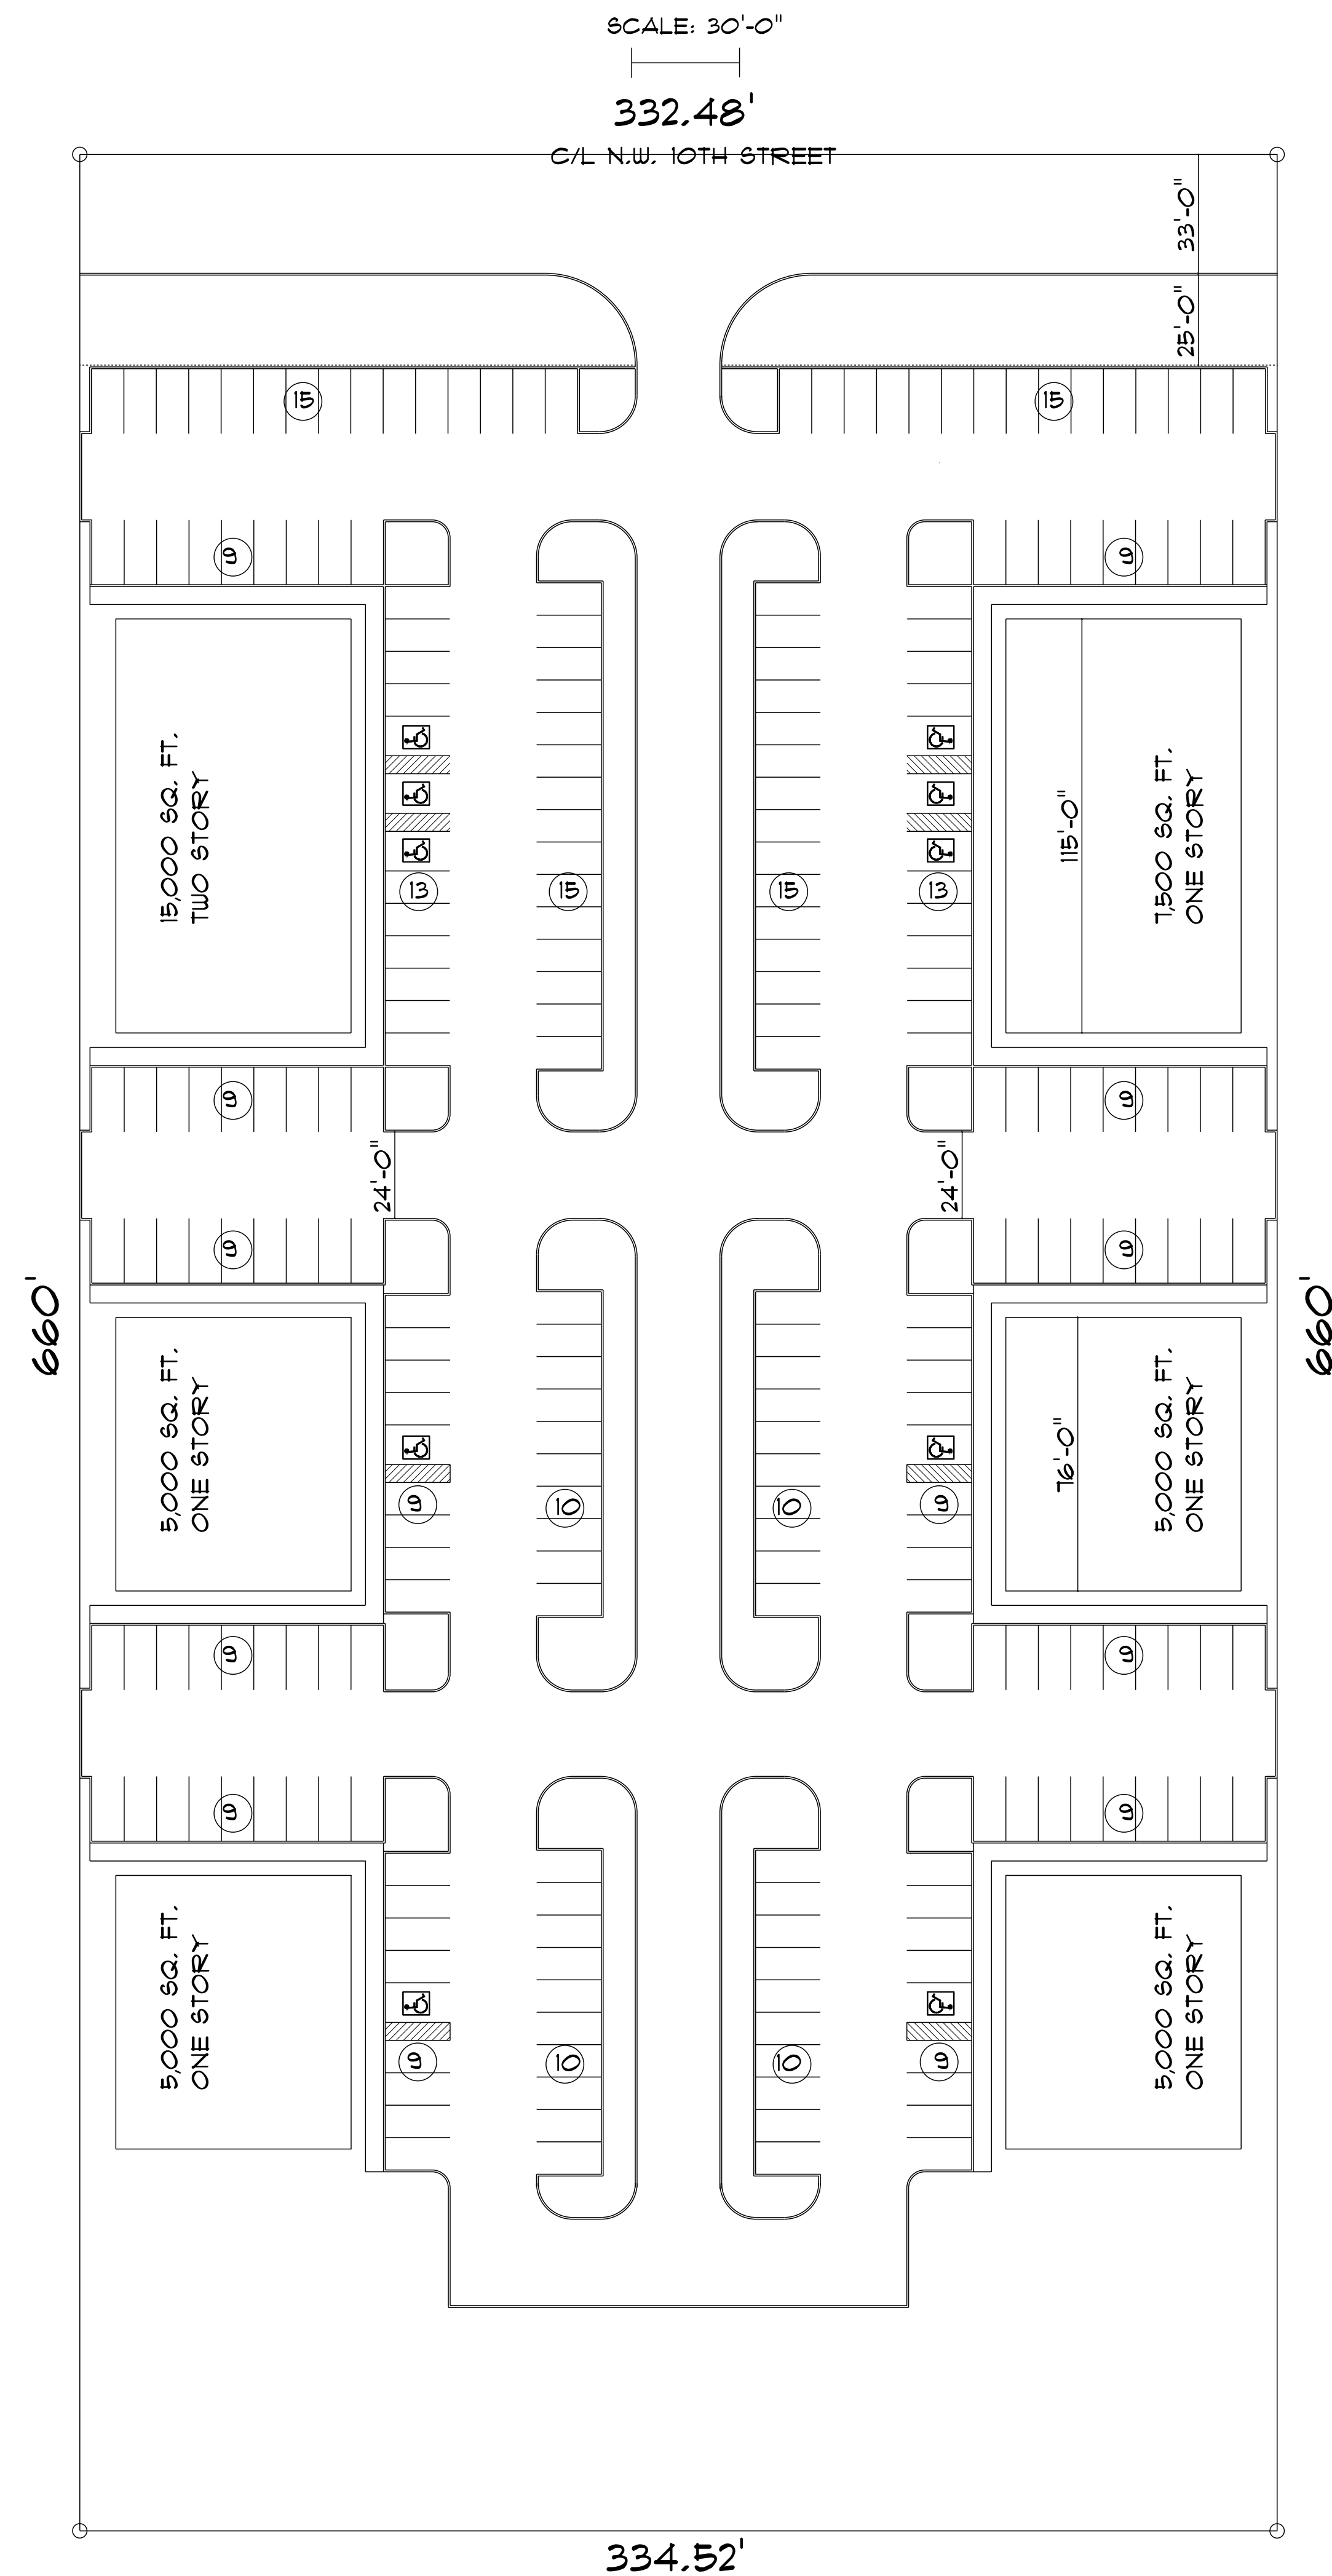 SCALE: 30'-0"
332.48'
C/L N.W. 10TH STREET
33'-0"
25'-0"
15
15
9
9
15,000 SQ. FT.
TWO STORY
13
15
15
13
115'-0"
7,500 SQ. FT.
ONE STORY
9
9
24'-0"
24'-0"
9
9
660'
660'
5,000 SQ. FT.
ONE STORY
9
10
10
9
76'-0"
5,000 SQ. FT.
ONE STORY
9
9
9
9
5,000 SQ. FT.
ONE STORY
9
10
10
9
5,000 SQ. FT.
ONE STORY
334.52'